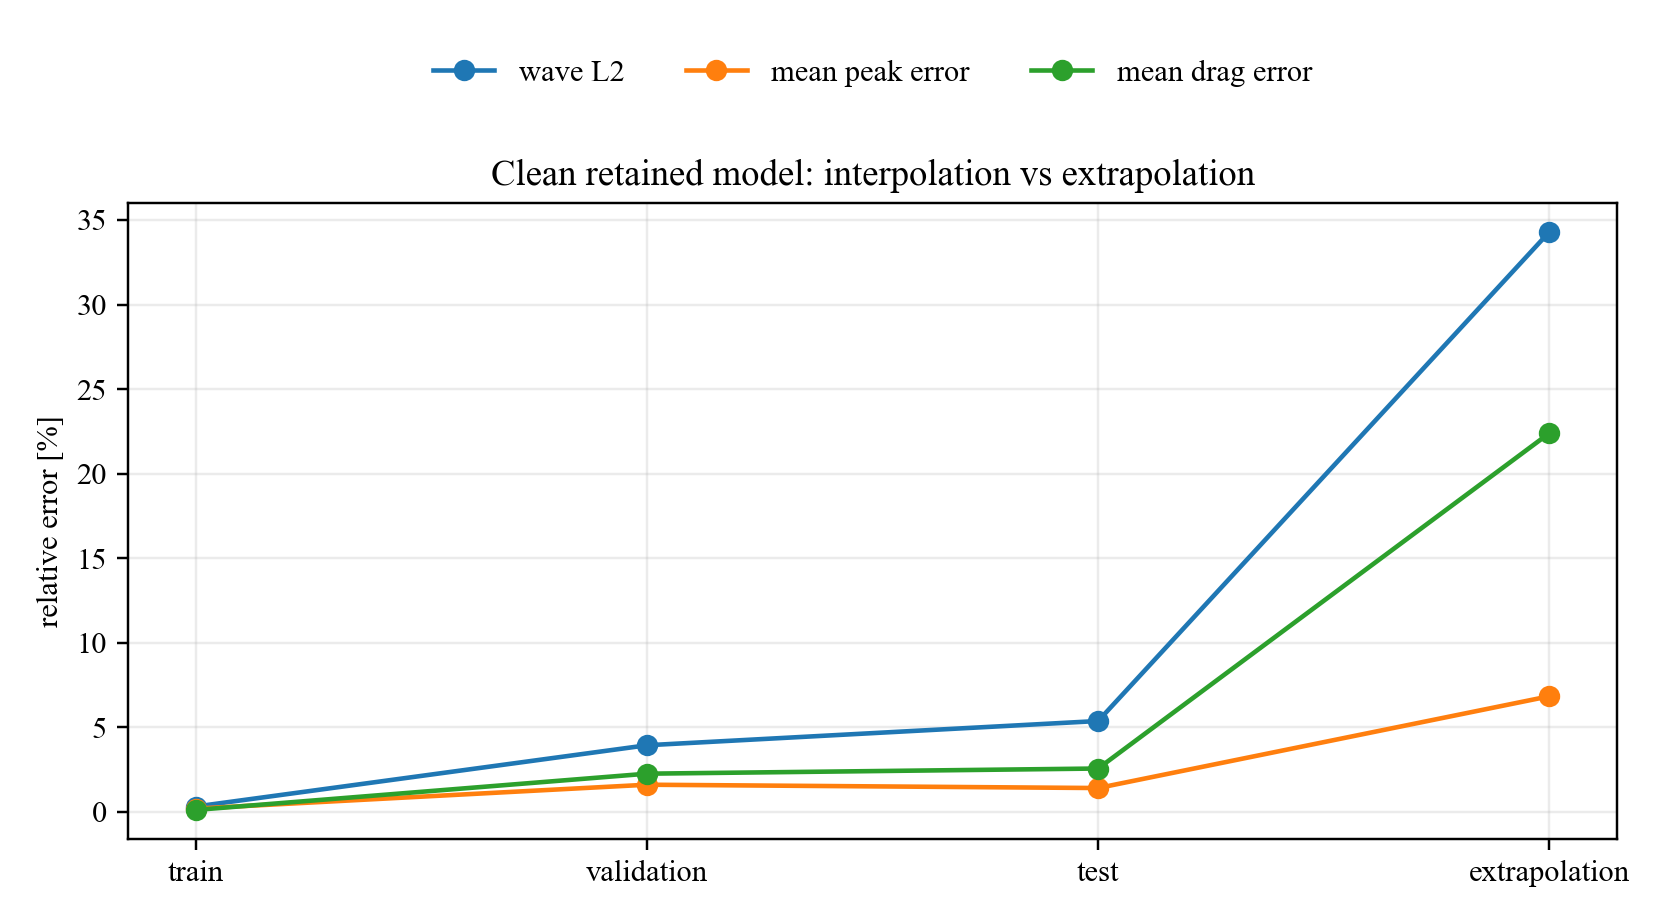 wave L2 mean peak error mean drag error
Clean retained model: interpolation vs extrapolation
relative error [%]
35
30
25
20
15
10
5
0
train validation test extrapolation